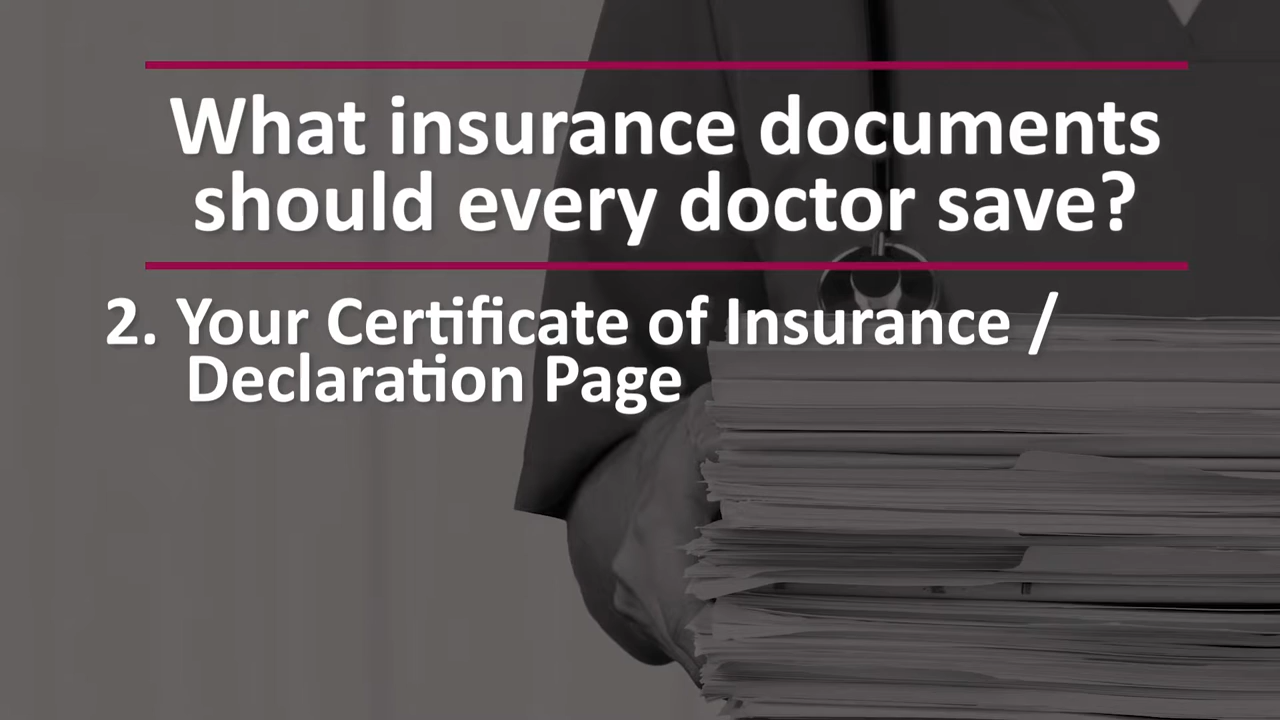 What insurance documents
should every doctor save?
2. Your Certificate of Insurance /
Declaration Page